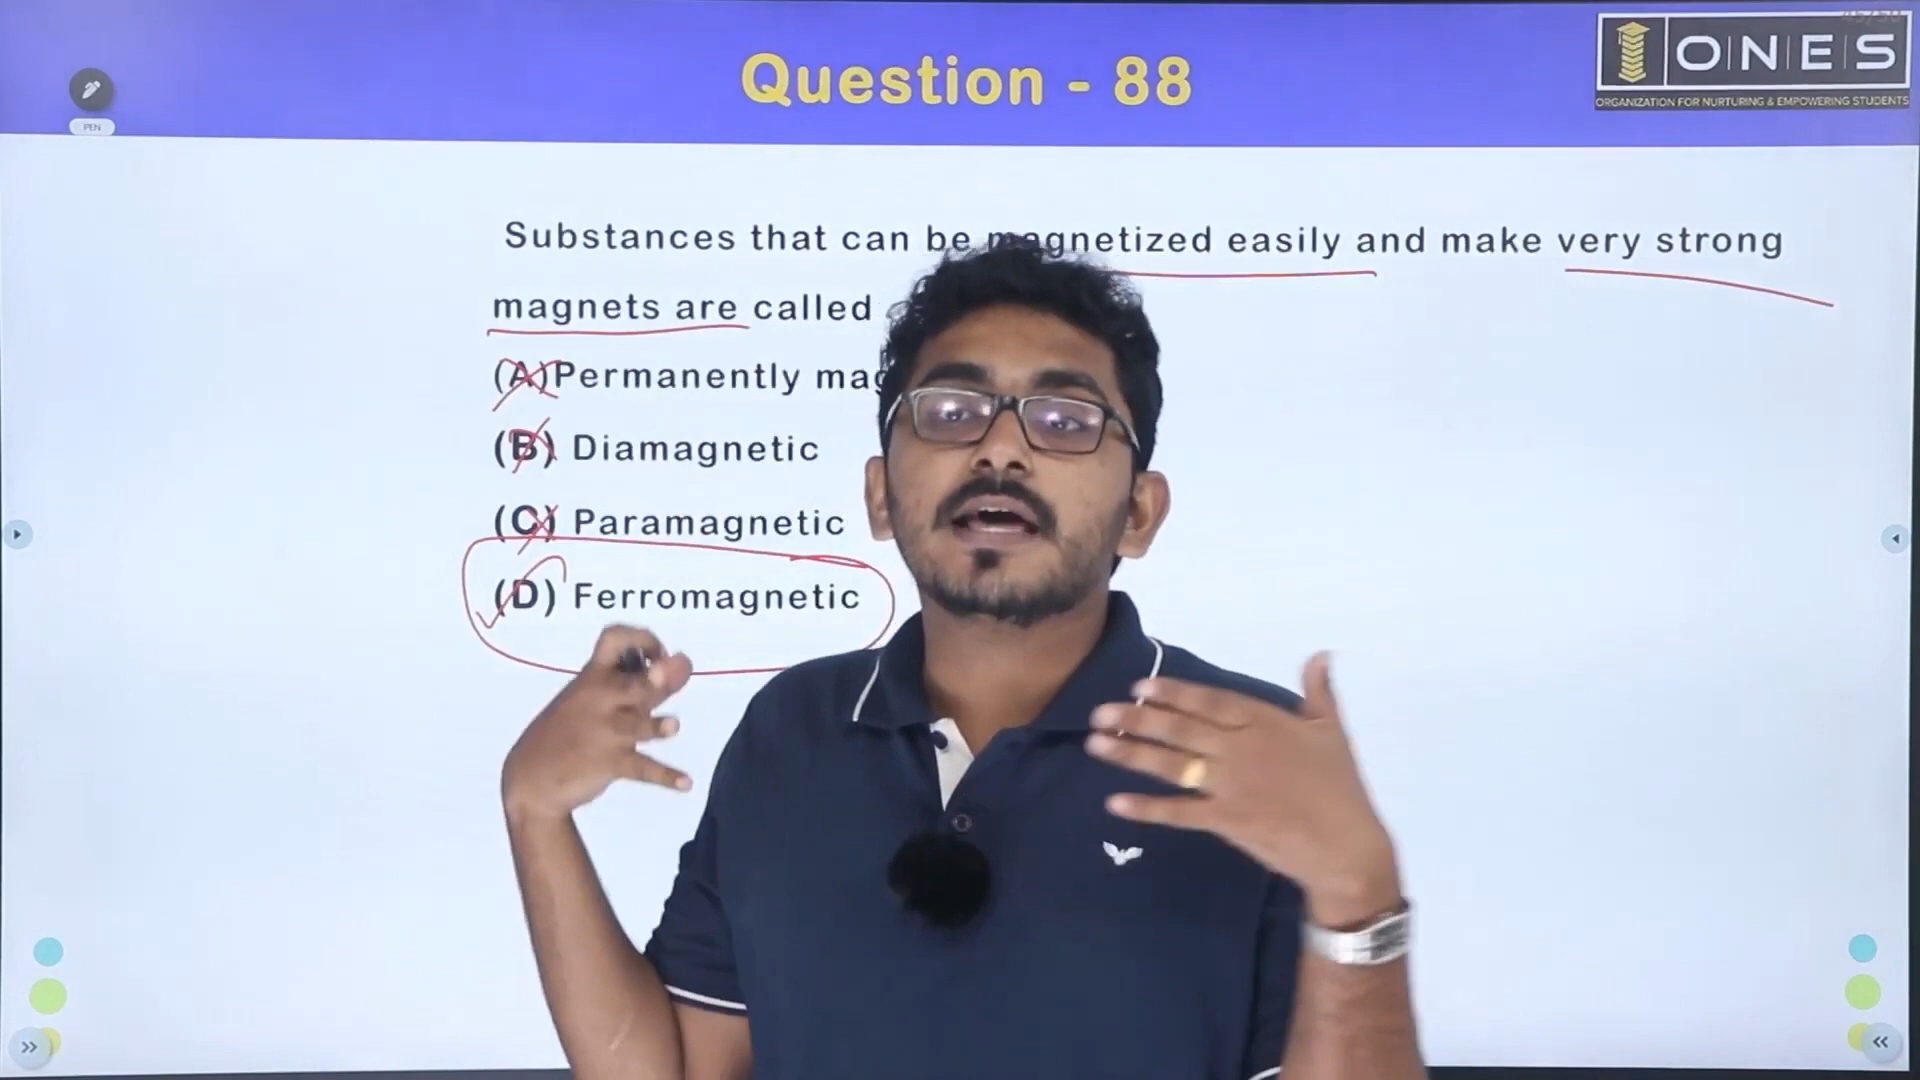 Question - 88
ONES
ORGANIZATION FOR NURTURING & EMPOWERING STUDENTS
PEN
Substances that can be magnetized easily and make very strong
magnets are called
(A) Permanently
(B) Diamagnetic
(C) Paramagnetic
(D) Ferromagnetic